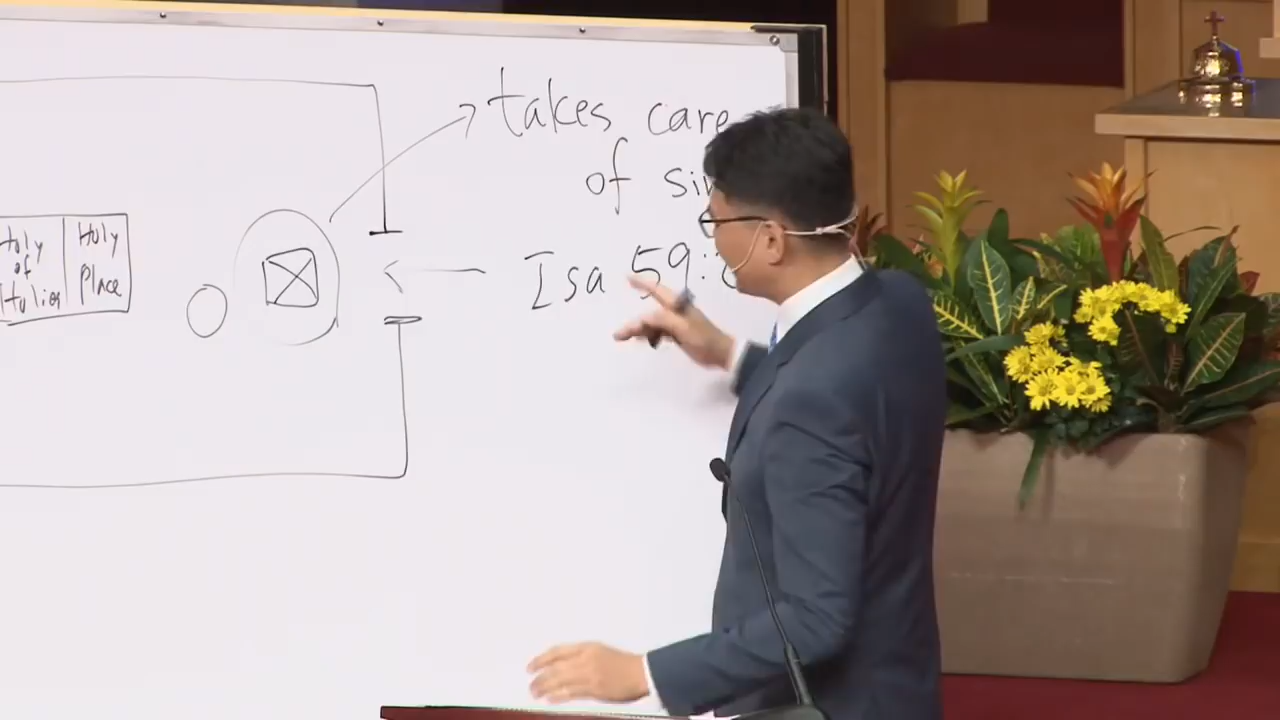 takes care
of sin
Isa 59:
Holy
of
Holies
Holy
Place